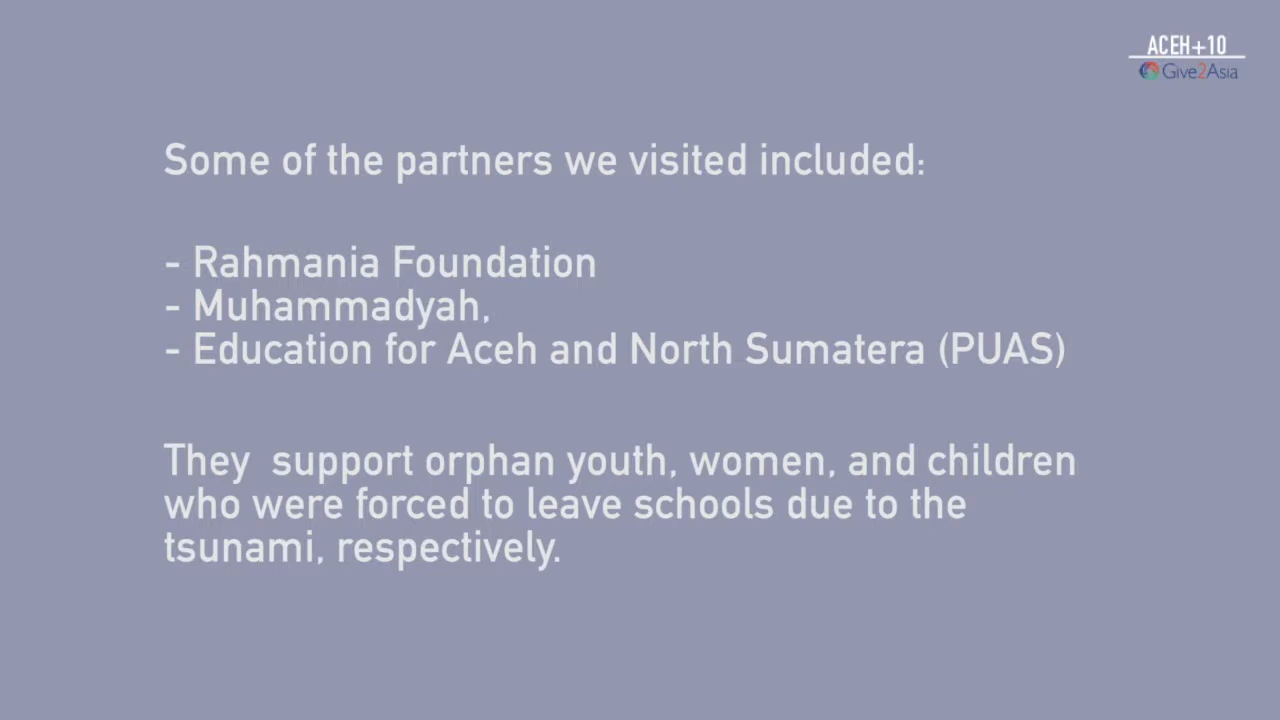 ACEH+10
Give2Asia
Some of the partners we visited included:
- Rahmania Foundation
- Muhammadyah,
- Education for Aceh and North Sumatera (PUAS)
They  support orphan youth, women, and children
who were forced to leave schools due to the
tsunami, respectively.